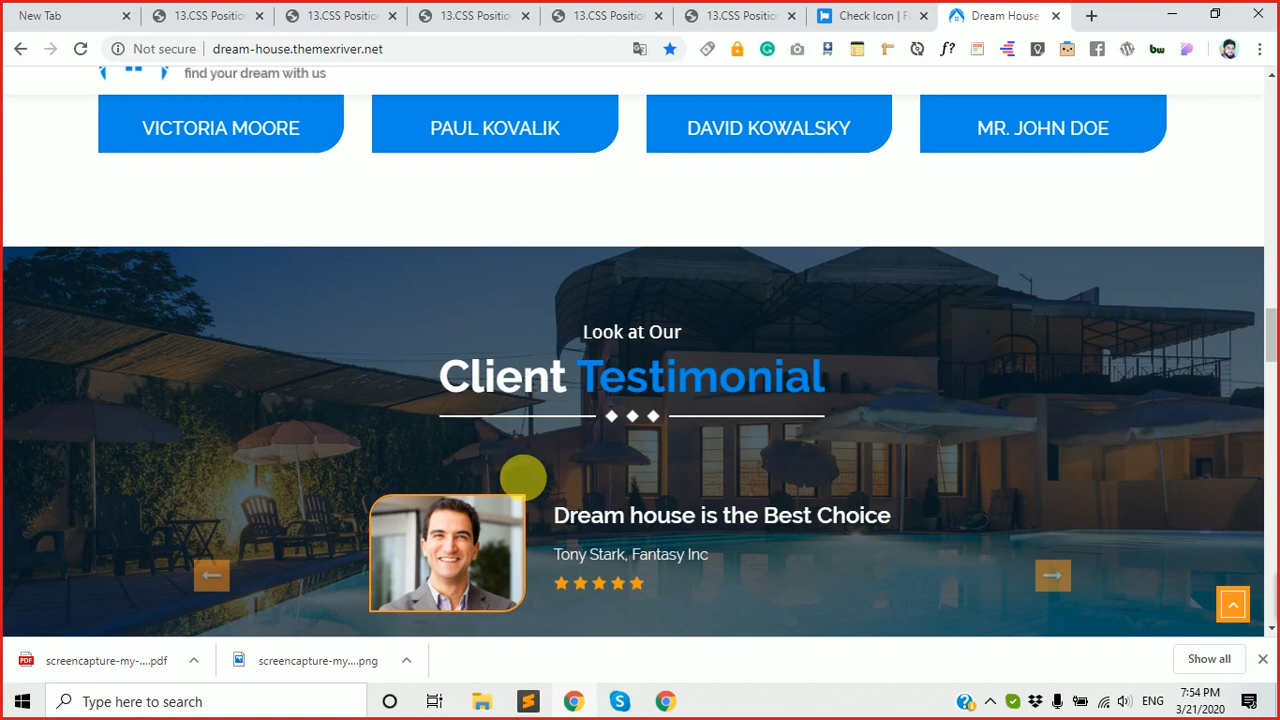 New Tab
13.CSS Positio
13.CSS Positio
13.CSS Positio
13.CSS Positio
13.CSS Positio
Check Icon | F
Dream House
Not secure
dream-house.themexriver.net
f?
bw
find your dream with us
VICTORIA MOORE
PAUL KOVALIK
DAVID KOWALSKY
MR. JOHN DOE
Look at Our
Client Testimonial
Dream house is the Best Choice
Tony Stark, Fantasy Inc
PDF
screencapture-my-....pdf
screencapture-my....png
Show all
Type here to search
ENG
7:54 PM
3/21/2020